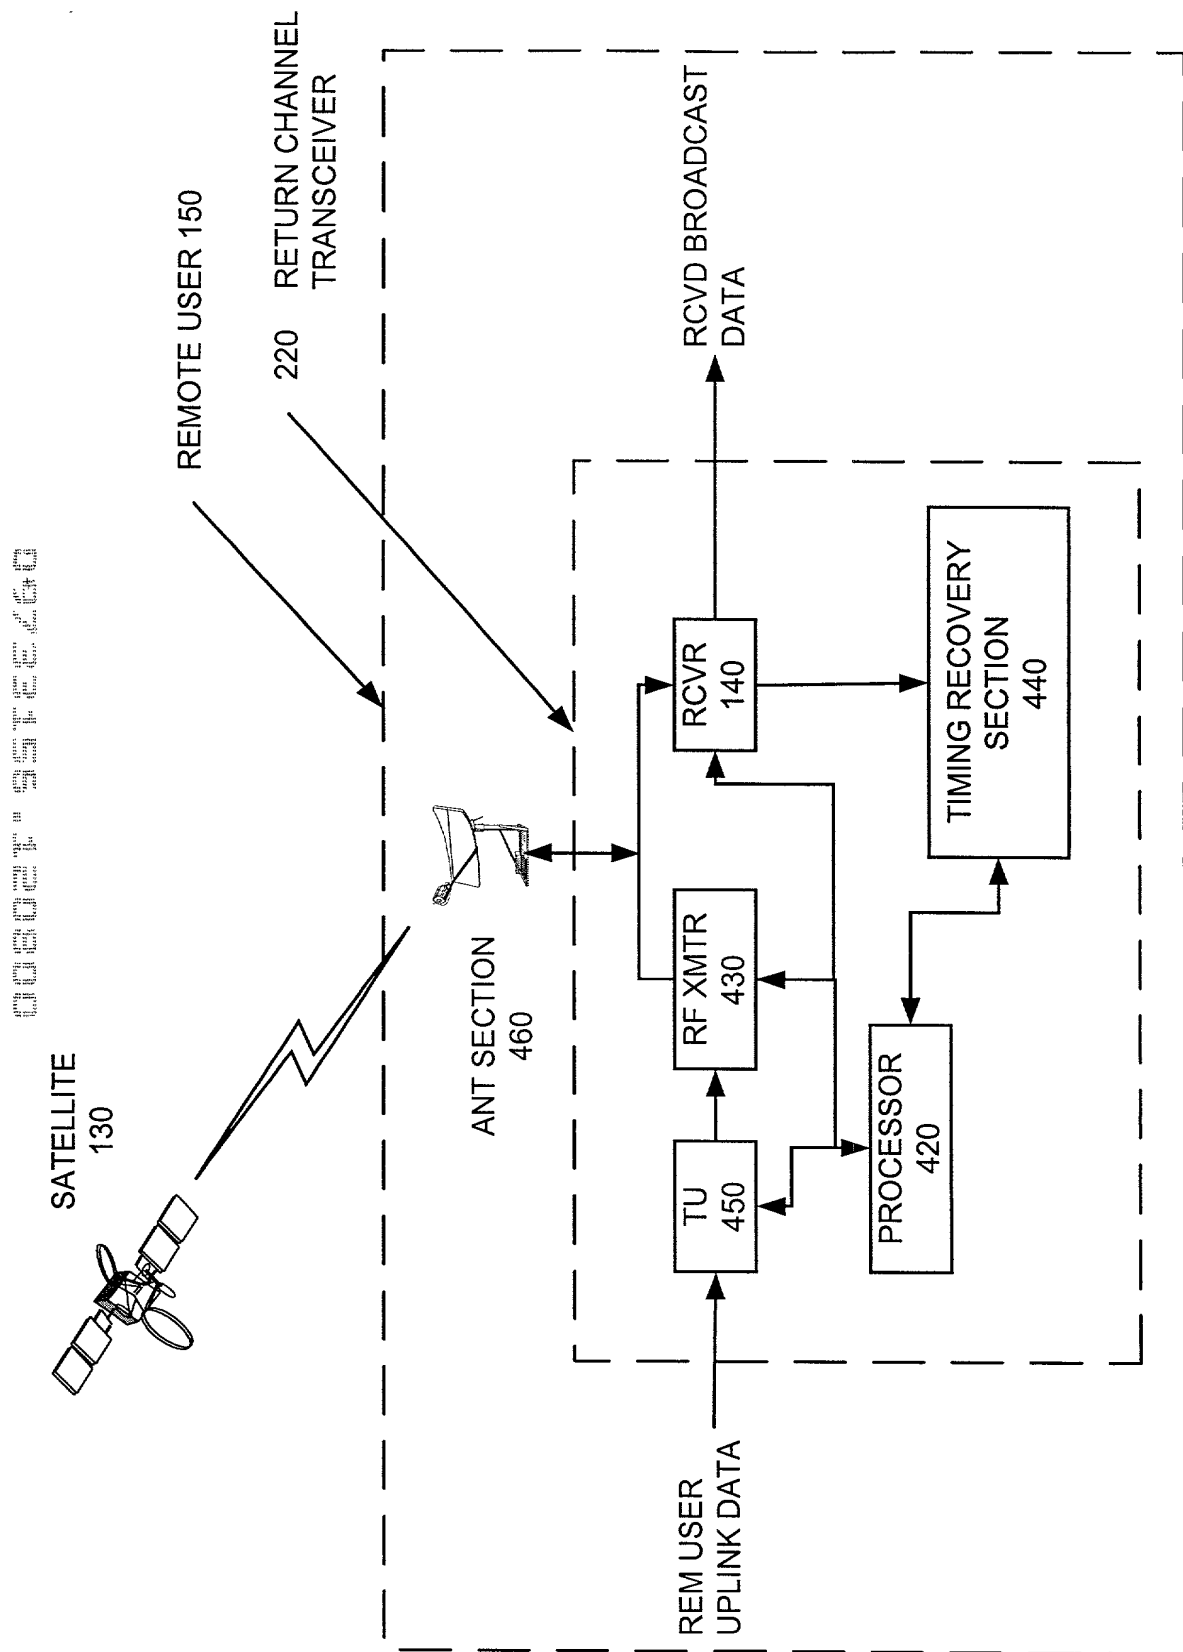 SATELLITE
130
REMOTE USER 150
220 RETURN CHANNEL
TRANSCEIVER
ANT SECTION
460
REM USER
UPLINK DATA
TU
450
RF XMTR
430
RCVR
140
RCVD BROADCAST
DATA
PROCESSOR
420
TIMING RECOVERY
SECTION
440